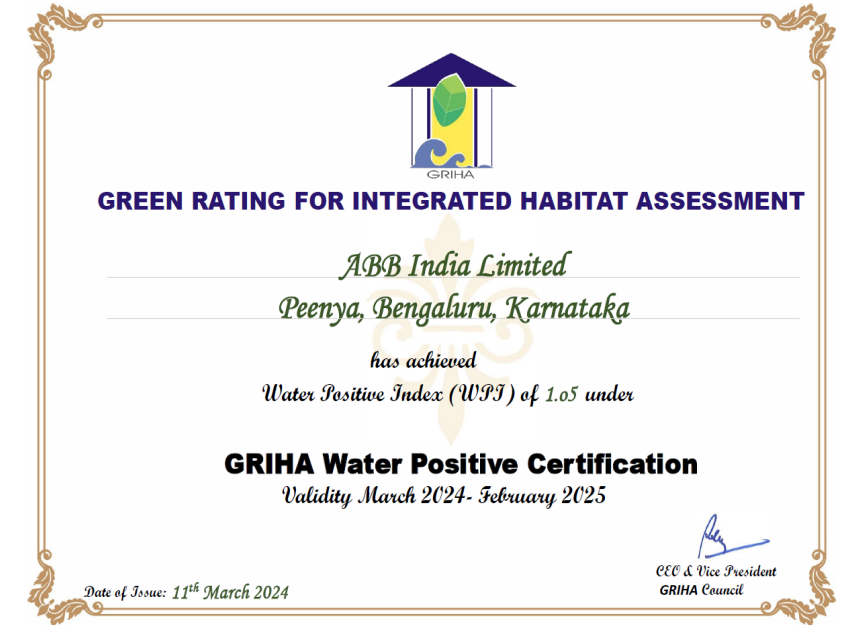 GRIHA
GREEN RATING FOR INTEGRATED HABITAT ASSESSMENT
ABB India Limited
Peenya, Bengaluru, Karnataka
has achieved
Water Positive Index (WPI) of 1.05 under
GRIHA Water Positive Certification
Validity March 2024- February 2025
CEO & Vice President
GRIHA Council
Date of Issue: 11th March 2024